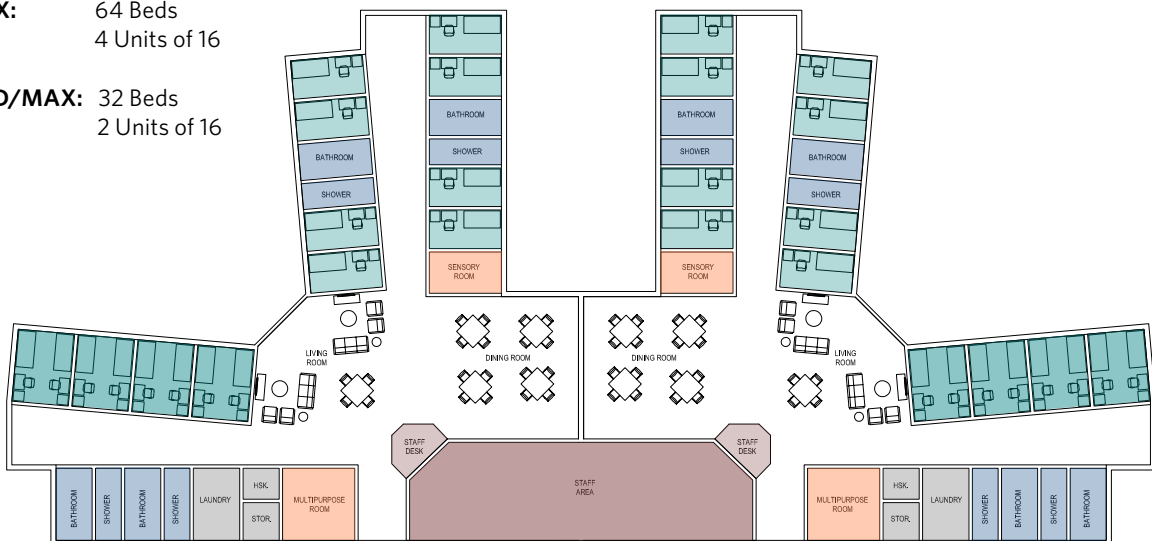 X: 64 Beds
4 Units of 16
D/MAX: 32 Beds
2 Units of 16
BATHROOM
BATHROOM
SHOWER
SHOWER
BATHROOM
BATHROOM
SHOWER
SHOWER
SENSORY
ROOM
SENSORY
ROOM
LIVING
ROOM
DINING ROOM
DINING ROOM
LIVING
ROOM
STAFF
DESK
STAFF
DESK
STAFF
AREA
BATHROOM
SHOWER
BATHROOM
SHOWER
LAUNDRY
HSK.
STOR.
MULTIPURPOSE
ROOM
MULTIPURPOSE
ROOM
HSK.
STOR.
LAUNDRY
SHOWER
BATHROOM
SHOWER
BATHROOM